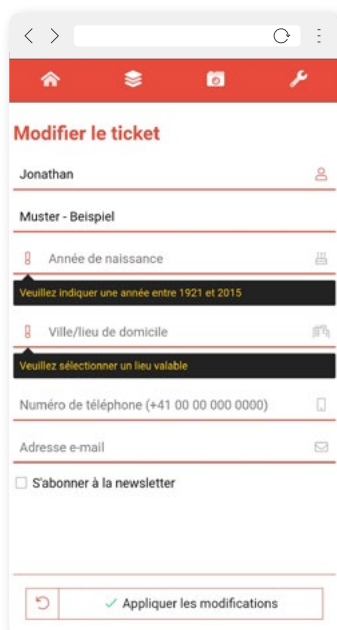 Modifier le ticket
Jonathan
Muster - Beispiel
Année de naissance
Veuillez indiquer une année entre 1921 et 2015
Ville/lieu de domicile
Veuillez sélectionner un lieu valable
Numéro de téléphone (+41 00 00 000 0000)
Adresse e-mail
S'abonner à la newsletter
Appliquer les modifications